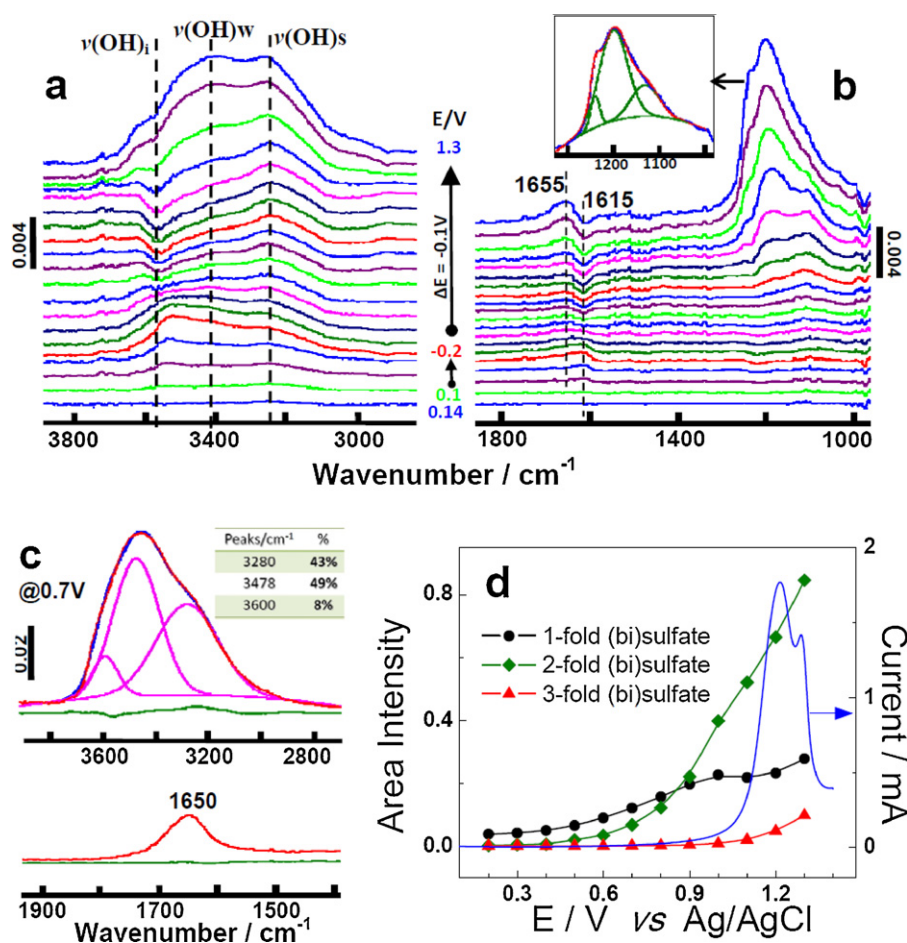 a
ν(OH)i
ν(OH)w
ν(OH)s
0.004
3800 3400 3000
E/V
1.3
ΔE = -0.1V
-0.2
0.1
0.14
b
1200 1100
1655
1615
0.004
1800 1600 1400 1200 1000
Wavenumber / cm-1
c
@0.7V
0.02
Peaks/cm-1 %
3280 43%
3478 49%
3600 8%
3600 3200 2800
1650
1900 1700 1500
Wavenumber / cm-1
d
Area Intensity
0.8
0.4
0.0
1-fold (bi)sulfate
2-fold (bi)sulfate
3-fold (bi)sulfate
2
1
0
Current / mA
0.3 0.6 0.9 1.2
E / V vs Ag/AgCl